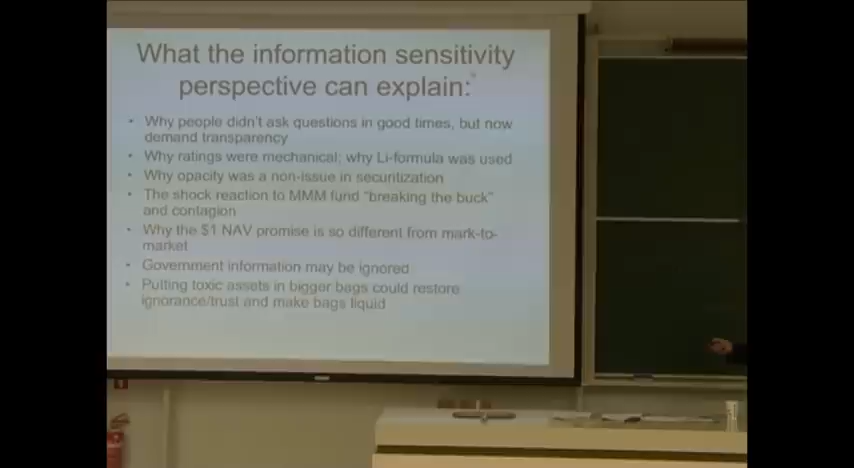 What the information sensitivity
perspective can explain:
• Why people didn't ask questions in good times, but now
demand transparency
• Why ratings were mechanical; why Li-formula was used
• Why opacity was a non-issue in securitization
• The shock reaction to MMM fund "breaking the buck"
and contagion
• Why the $1 NAV promise is so different from mark-to-
market
• Government information may be ignored
• Putting toxic assets in bigger bags could restore
ignorance/trust and make bags liquid